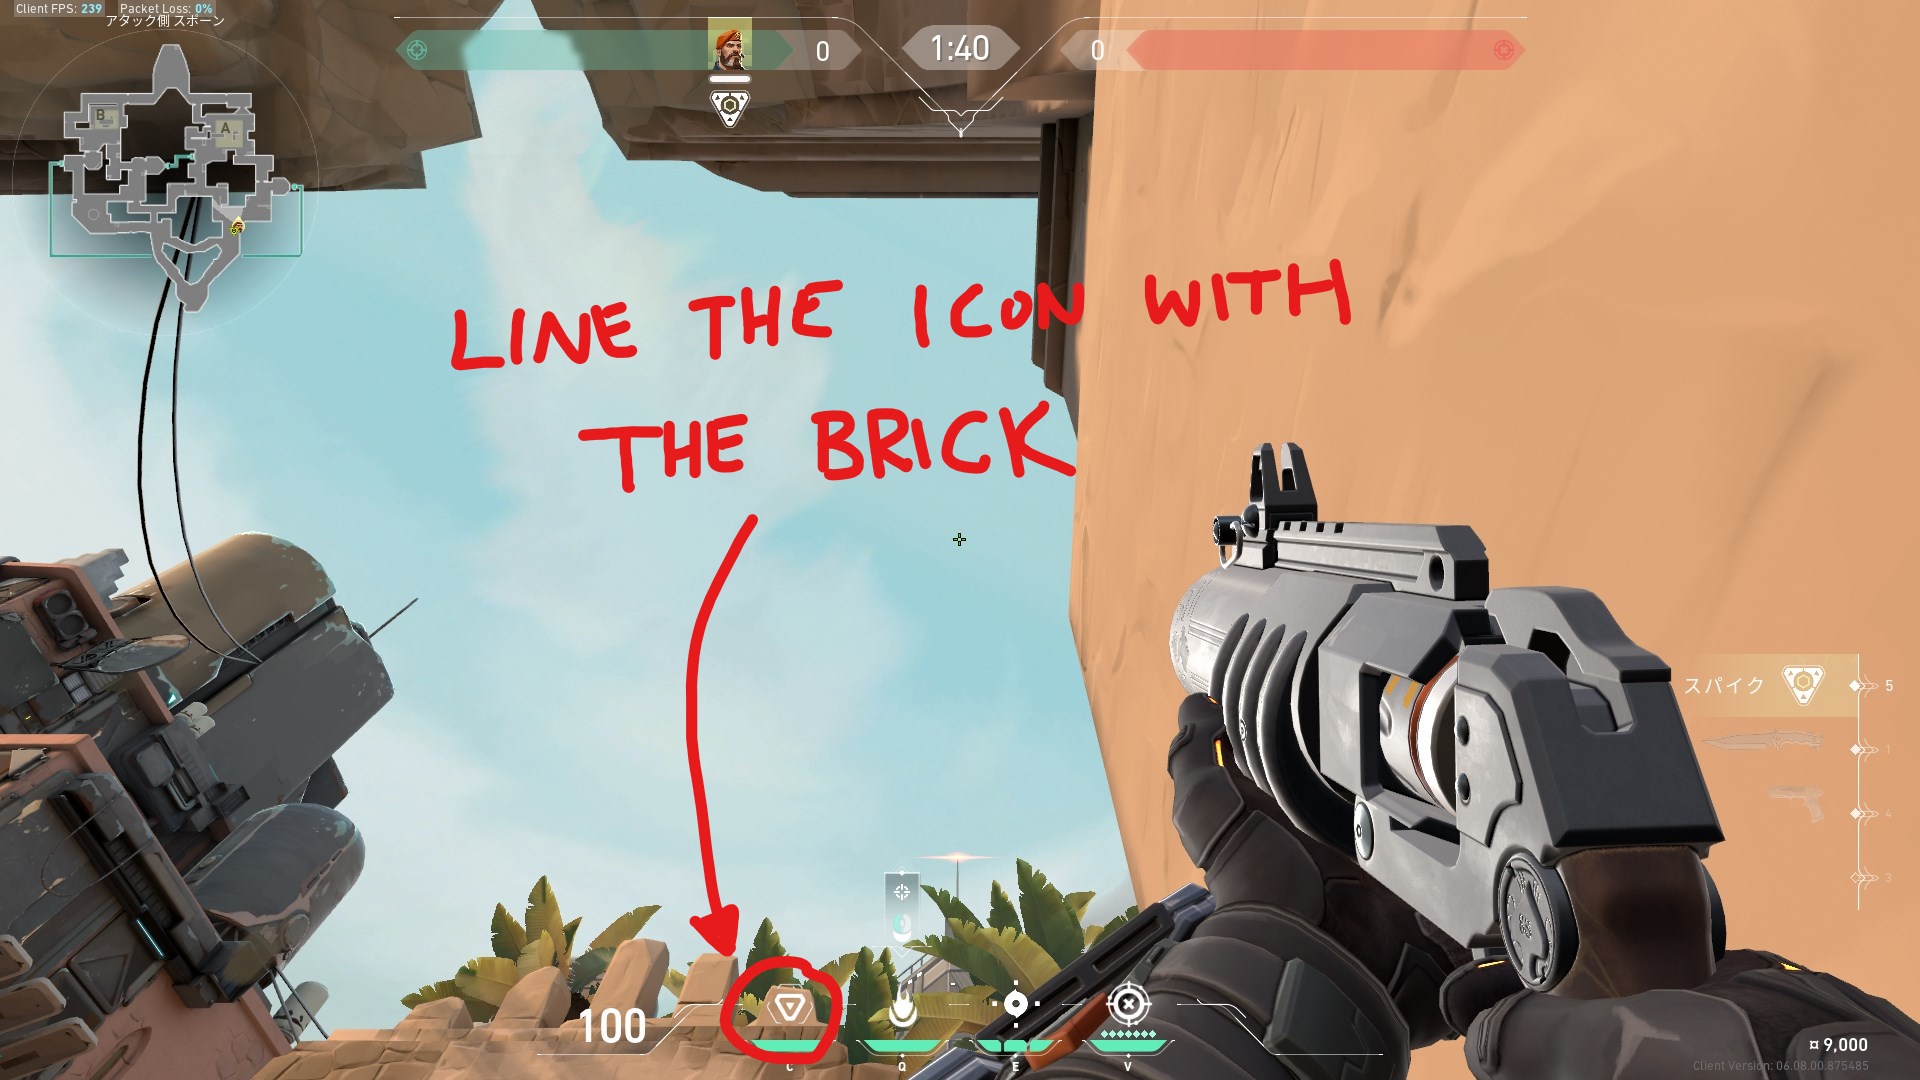 Client FPS: 239 Packet Loss: 0%
アタック側 スポーン
B
A
0
1:40
0
LINE THE ICON WITH
THE BRICK
スパイク
5
1
4
3
100
C
Q
E
V
¤ 9,000
Client Version: 06.08.00.875485